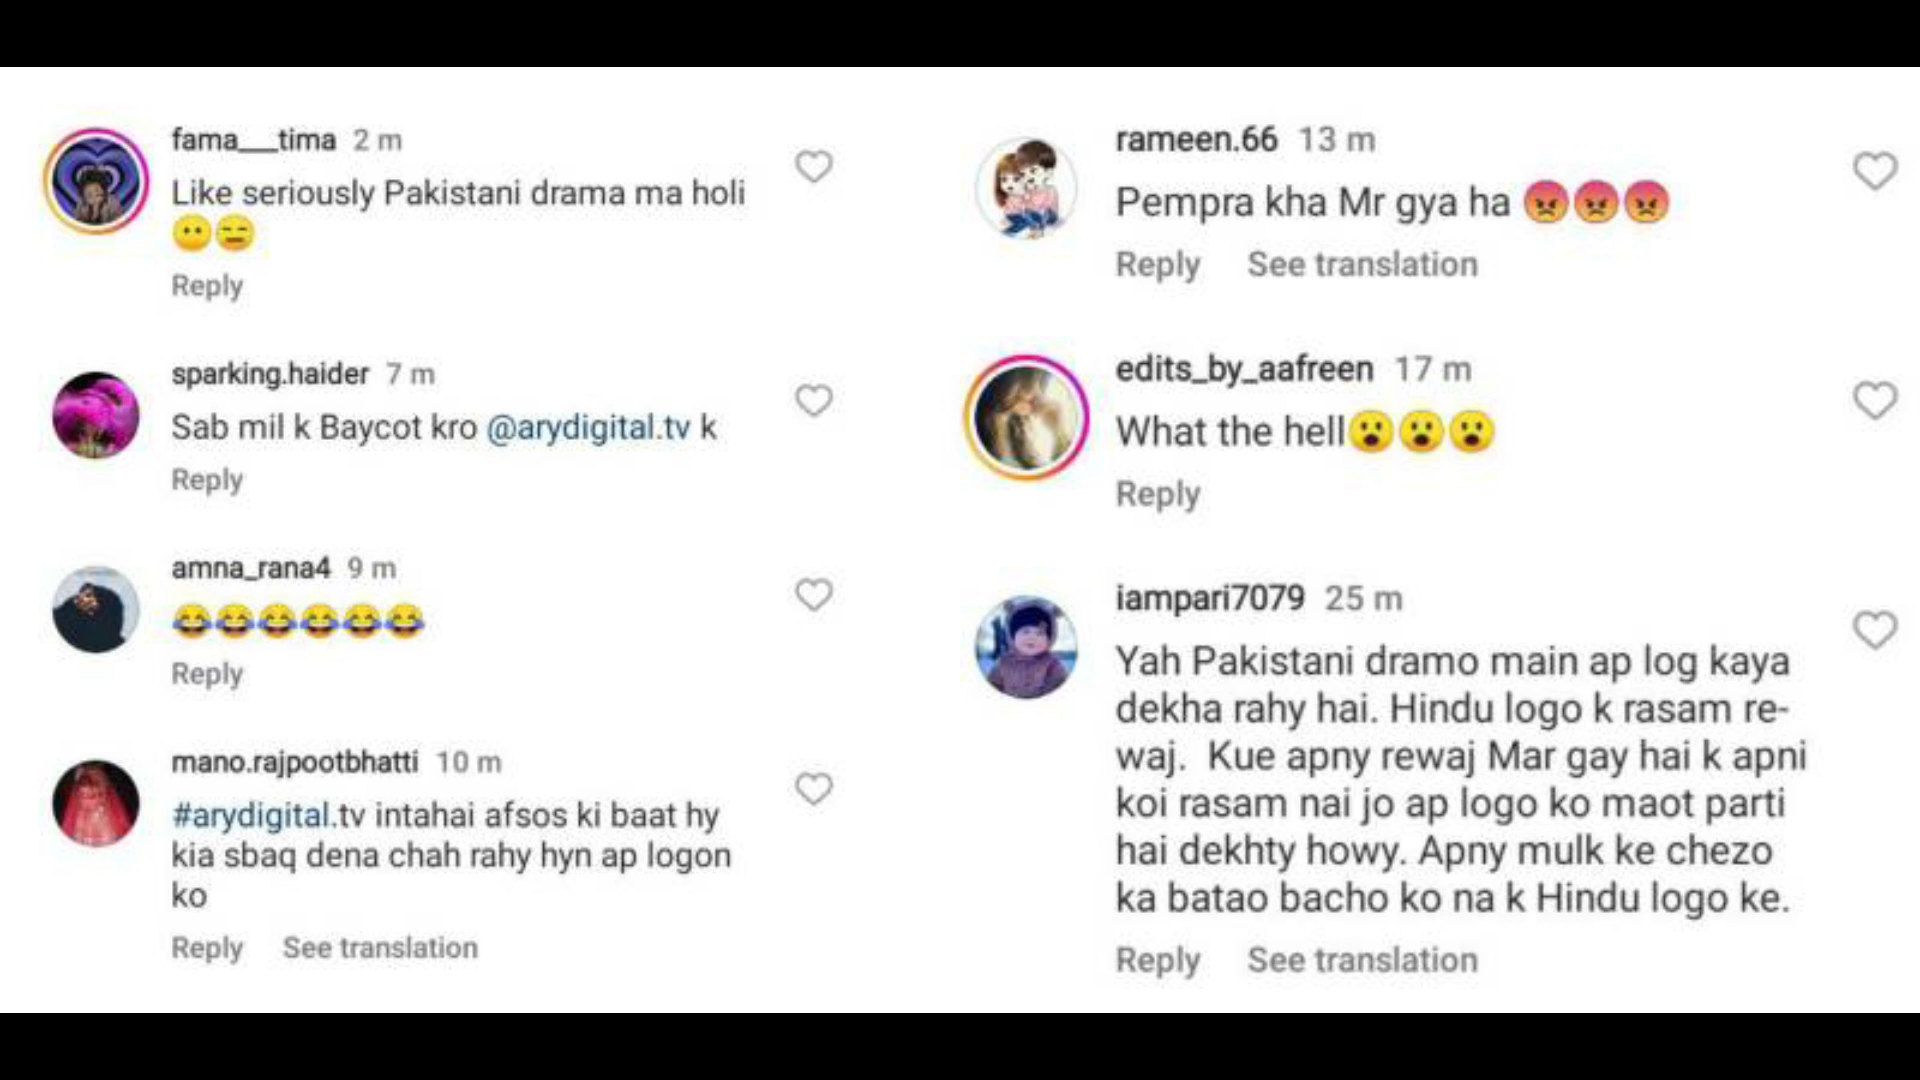 fama___tima 2 m
Like seriously Pakistani drama ma holi
😶😑
Reply
sparking.haider 7 m
Sab mil k Baycot kro @arydigital.tv k
Reply
amna_rana4 9 m
😂😂😂😂😂😂
Reply
mano.rajpootbhatti 10 m
#arydigital.tv intahai afsos ki baat hy
kia sbaq dena chah rahy hyn ap logon
ko
Reply See translation
rameen.66 13 m
Pempra kha Mr gya ha 😡😡😡
Reply See translation
edits_by_aafreen 17 m
What the hell😮😮😮
Reply
iampari7079 25 m
Yah Pakistani dramo main ap log kaya
dekha rahy hai. Hindu logo k rasam re-
waj. Kue apny rewaj Mar gay hai k apni
koi rasam nai jo ap logo ko maot parti
hai dekhty howy. Apny mulk ke chezo
ka batao bacho ko na k Hindu logo ke.
Reply See translation